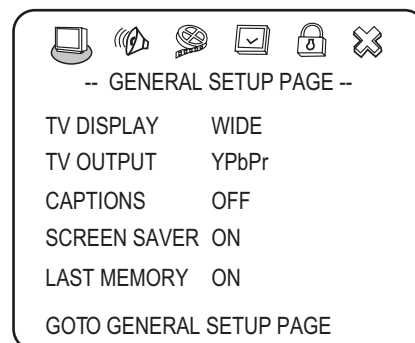 -- GENERAL SETUP PAGE --
TV DISPLAY WIDE
TV OUTPUT YPbPr
CAPTIONS OFF
SCREEN SAVER ON
LAST MEMORY ON
GOTO GENERAL SETUP PAGE